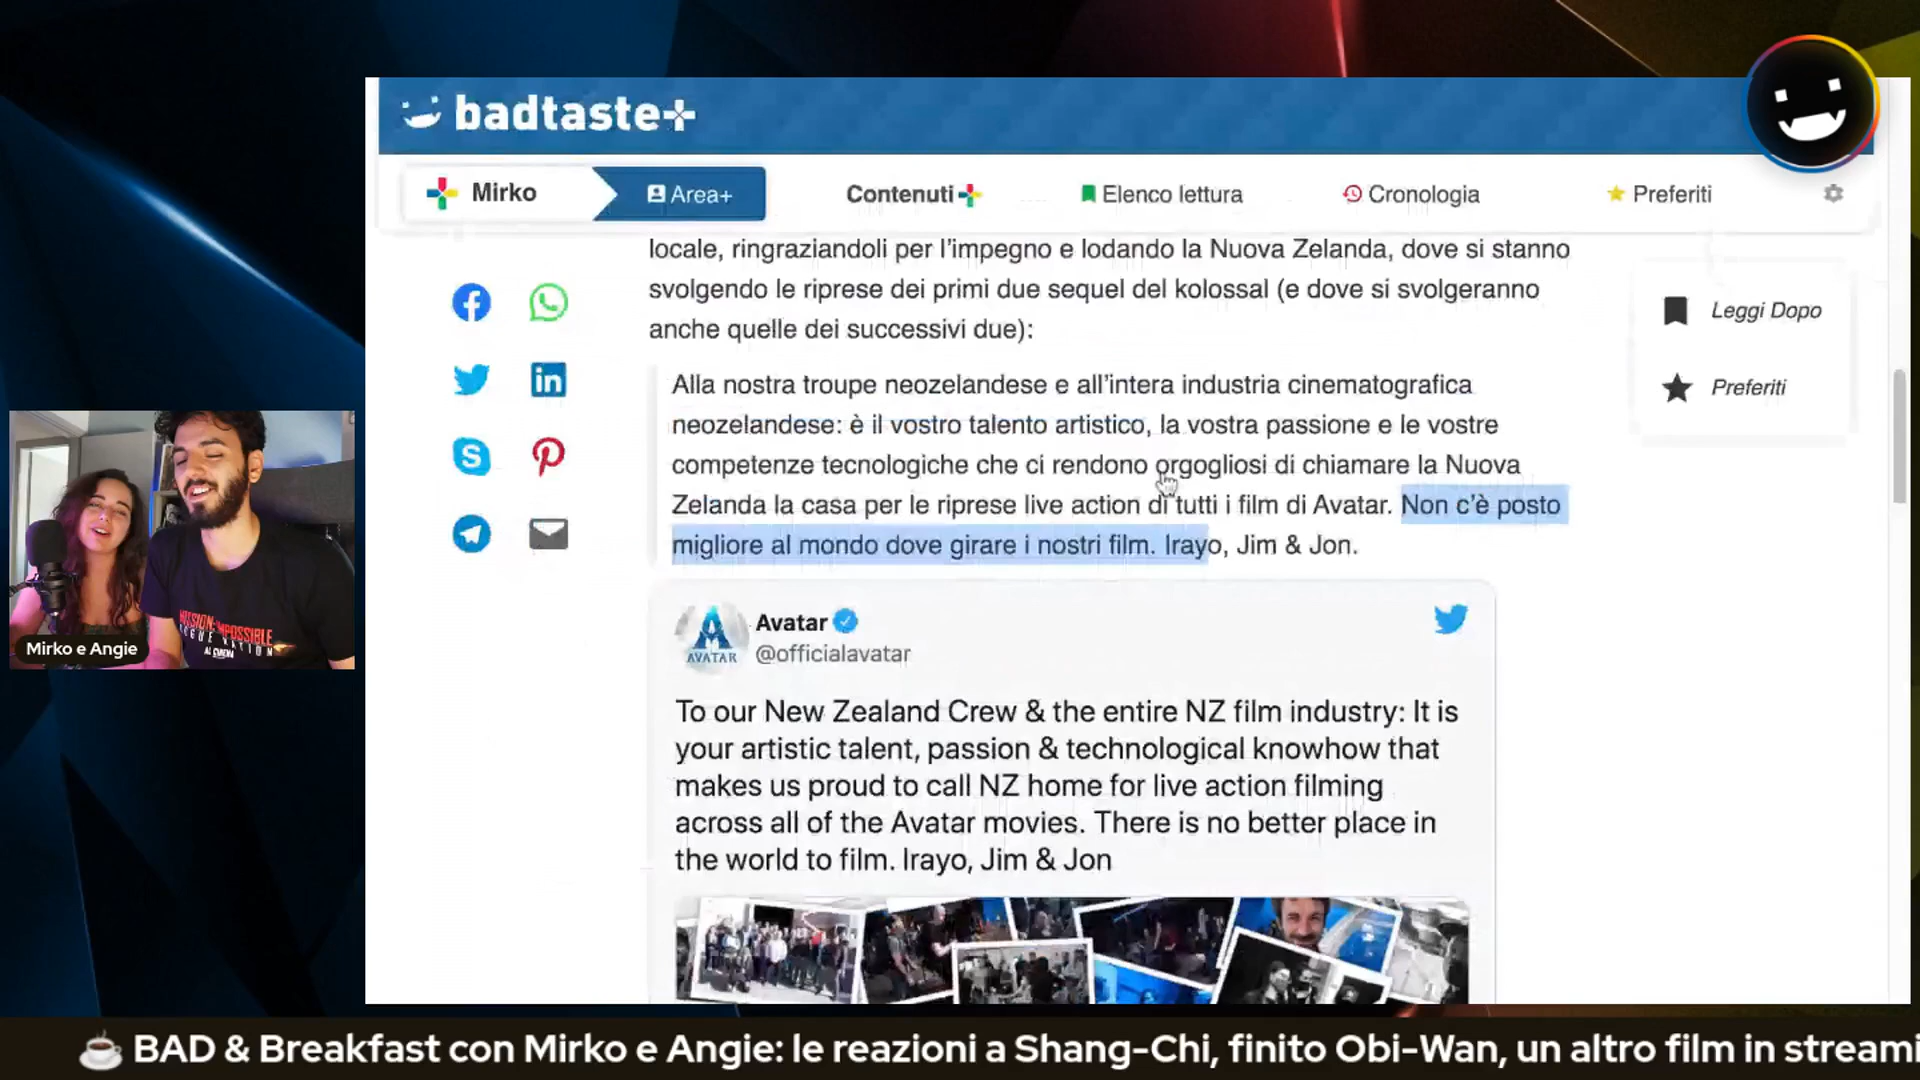 badtaste+
Mirko
Area+
Contenuti
Elenco lettura
Cronologia
Preferiti
locale, ringraziandoli per l'impegno e lodando la Nuova Zelanda, dove si stanno
svolgendo le riprese dei primi due sequel del kolossal (e dove si svolgeranno
anche quelle dei successivi due):
Leggi Dopo
Preferiti
Alla nostra troupe neozelandese e all'intera industria cinematografica
neozelandese: è il vostro talento artistico, la vostra passione e le vostre
competenze tecnologiche che ci rendono orgogliosi di chiamare la Nuova
Zelanda la casa per le riprese live action di tutti i film di Avatar. Non c'è posto
migliore al mondo dove girare i nostri film. Irayo, Jim & Jon.
Avatar
@officialavatar
AVATAR
To our New Zealand Crew & the entire NZ film industry: It is
your artistic talent, passion & technological knowhow that
makes us proud to call NZ home for live action filming
across all of the Avatar movies. There is no better place in
the world to film. Irayo, Jim & Jon
MISSION: IMPOSSIBLE
ROGUE NATION
AL CINEMA
Mirko e Angie
BAD & Breakfast con Mirko e Angie: le reazioni a Shang-Chi, finito Obi-Wan, un altro film in streami